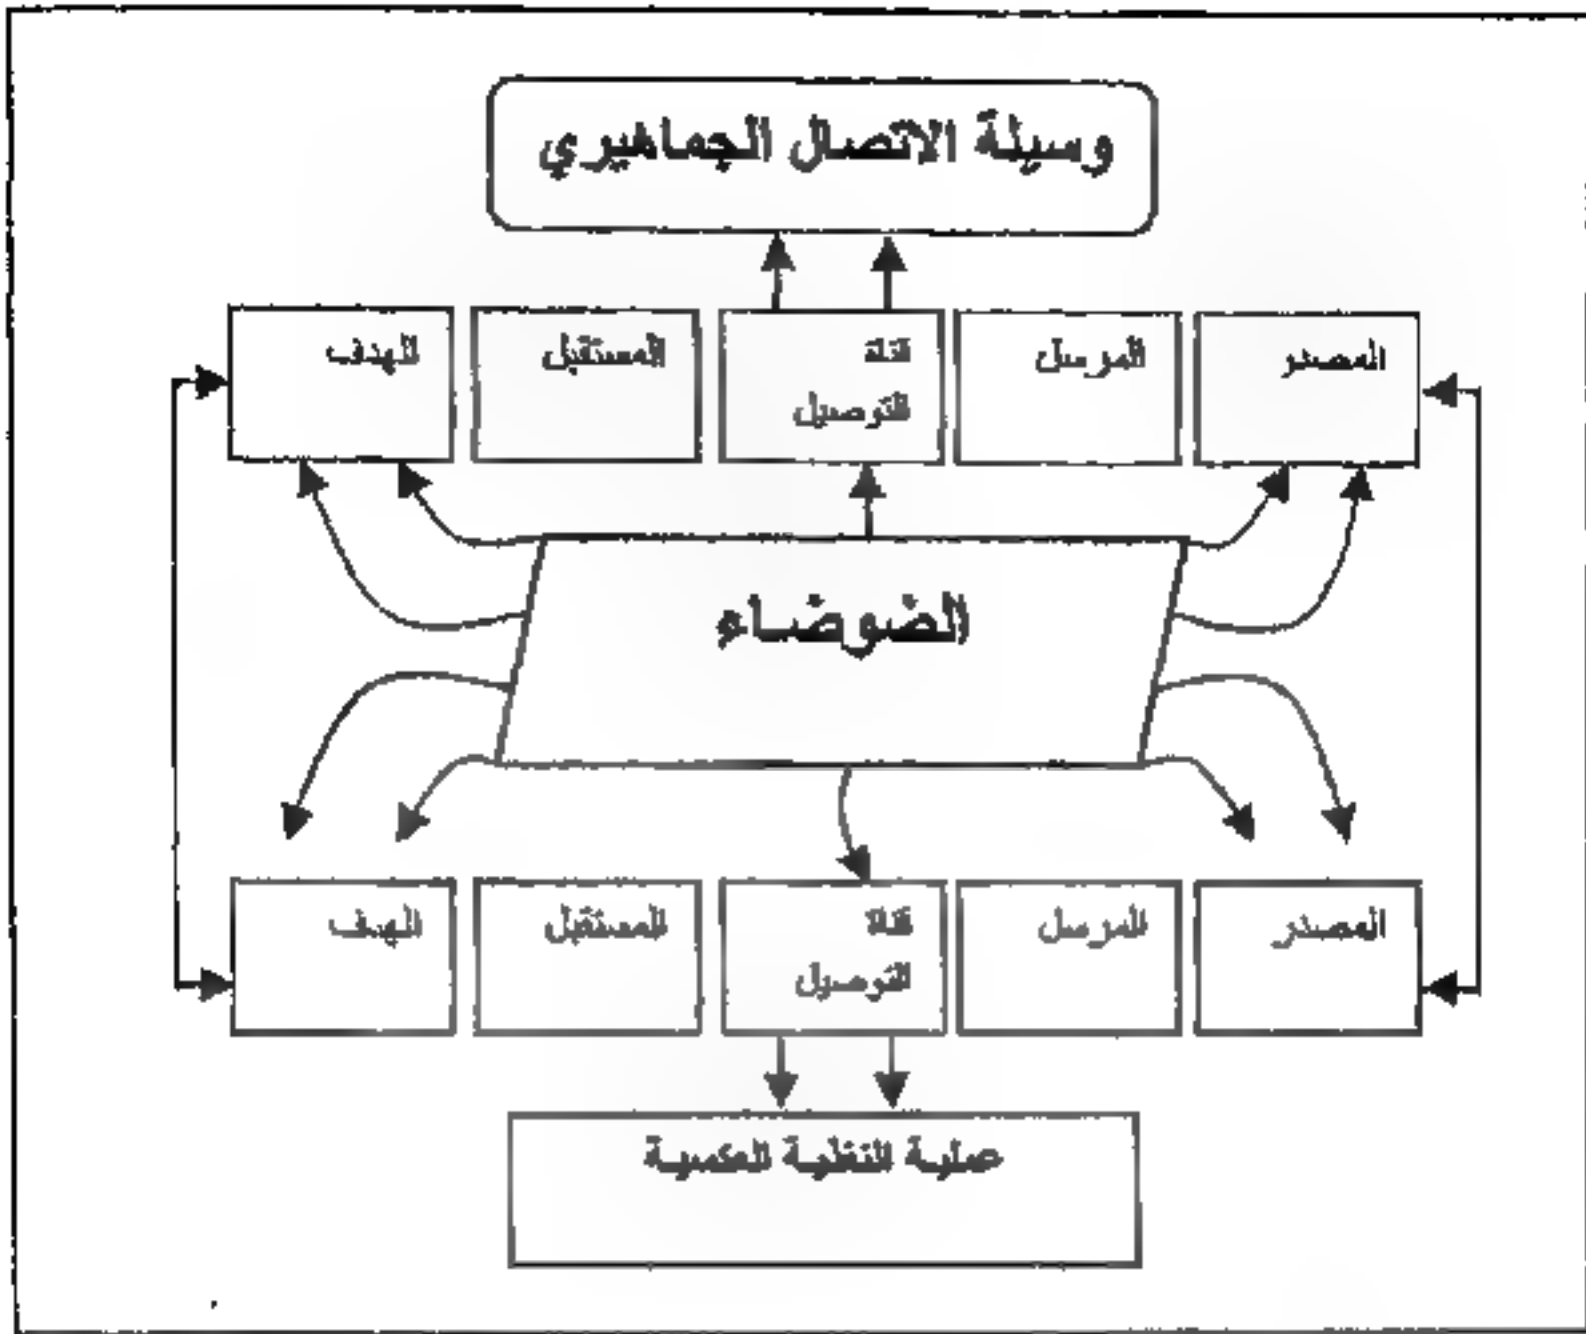 وسيلة الاتصال الجماهيري
المصدر
المرسل
قناة
التوصيل
المستقبل
الهدف
الضوضاء
المصدر
المرسل
قناة
التوصيل
المستقبل
الهدف
عملية التغذية العكسية